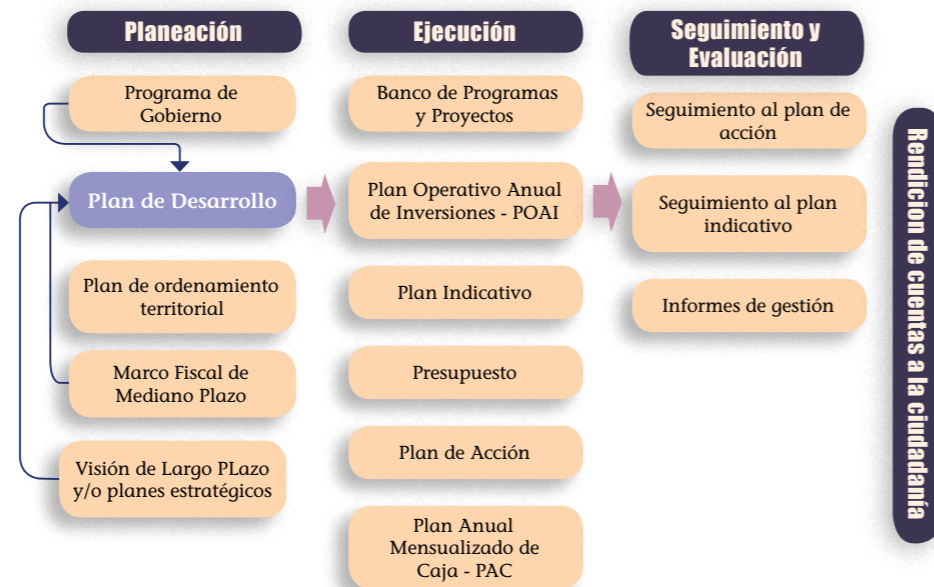 Planeación
Programa de
Gobierno
Plan de Desarrollo
Plan de ordenamiento
territorial
Marco Fiscal de
Mediano Plazo
Visión de Largo PLazo
y/o planes estratégicos
Ejecución
Banco de Programas
y Proyectos
Plan Operativo Anual
de Inversiones - POAI
Plan Indicativo
Presupuesto
Plan de Acción
Plan Anual
Mensualizado de
Caja - PAC
Seguimiento y
Evaluación
Seguimiento al plan de
acción
Seguimiento al plan
indicativo
Informes de gestión
Rendicion de cuentas a la ciudadanía